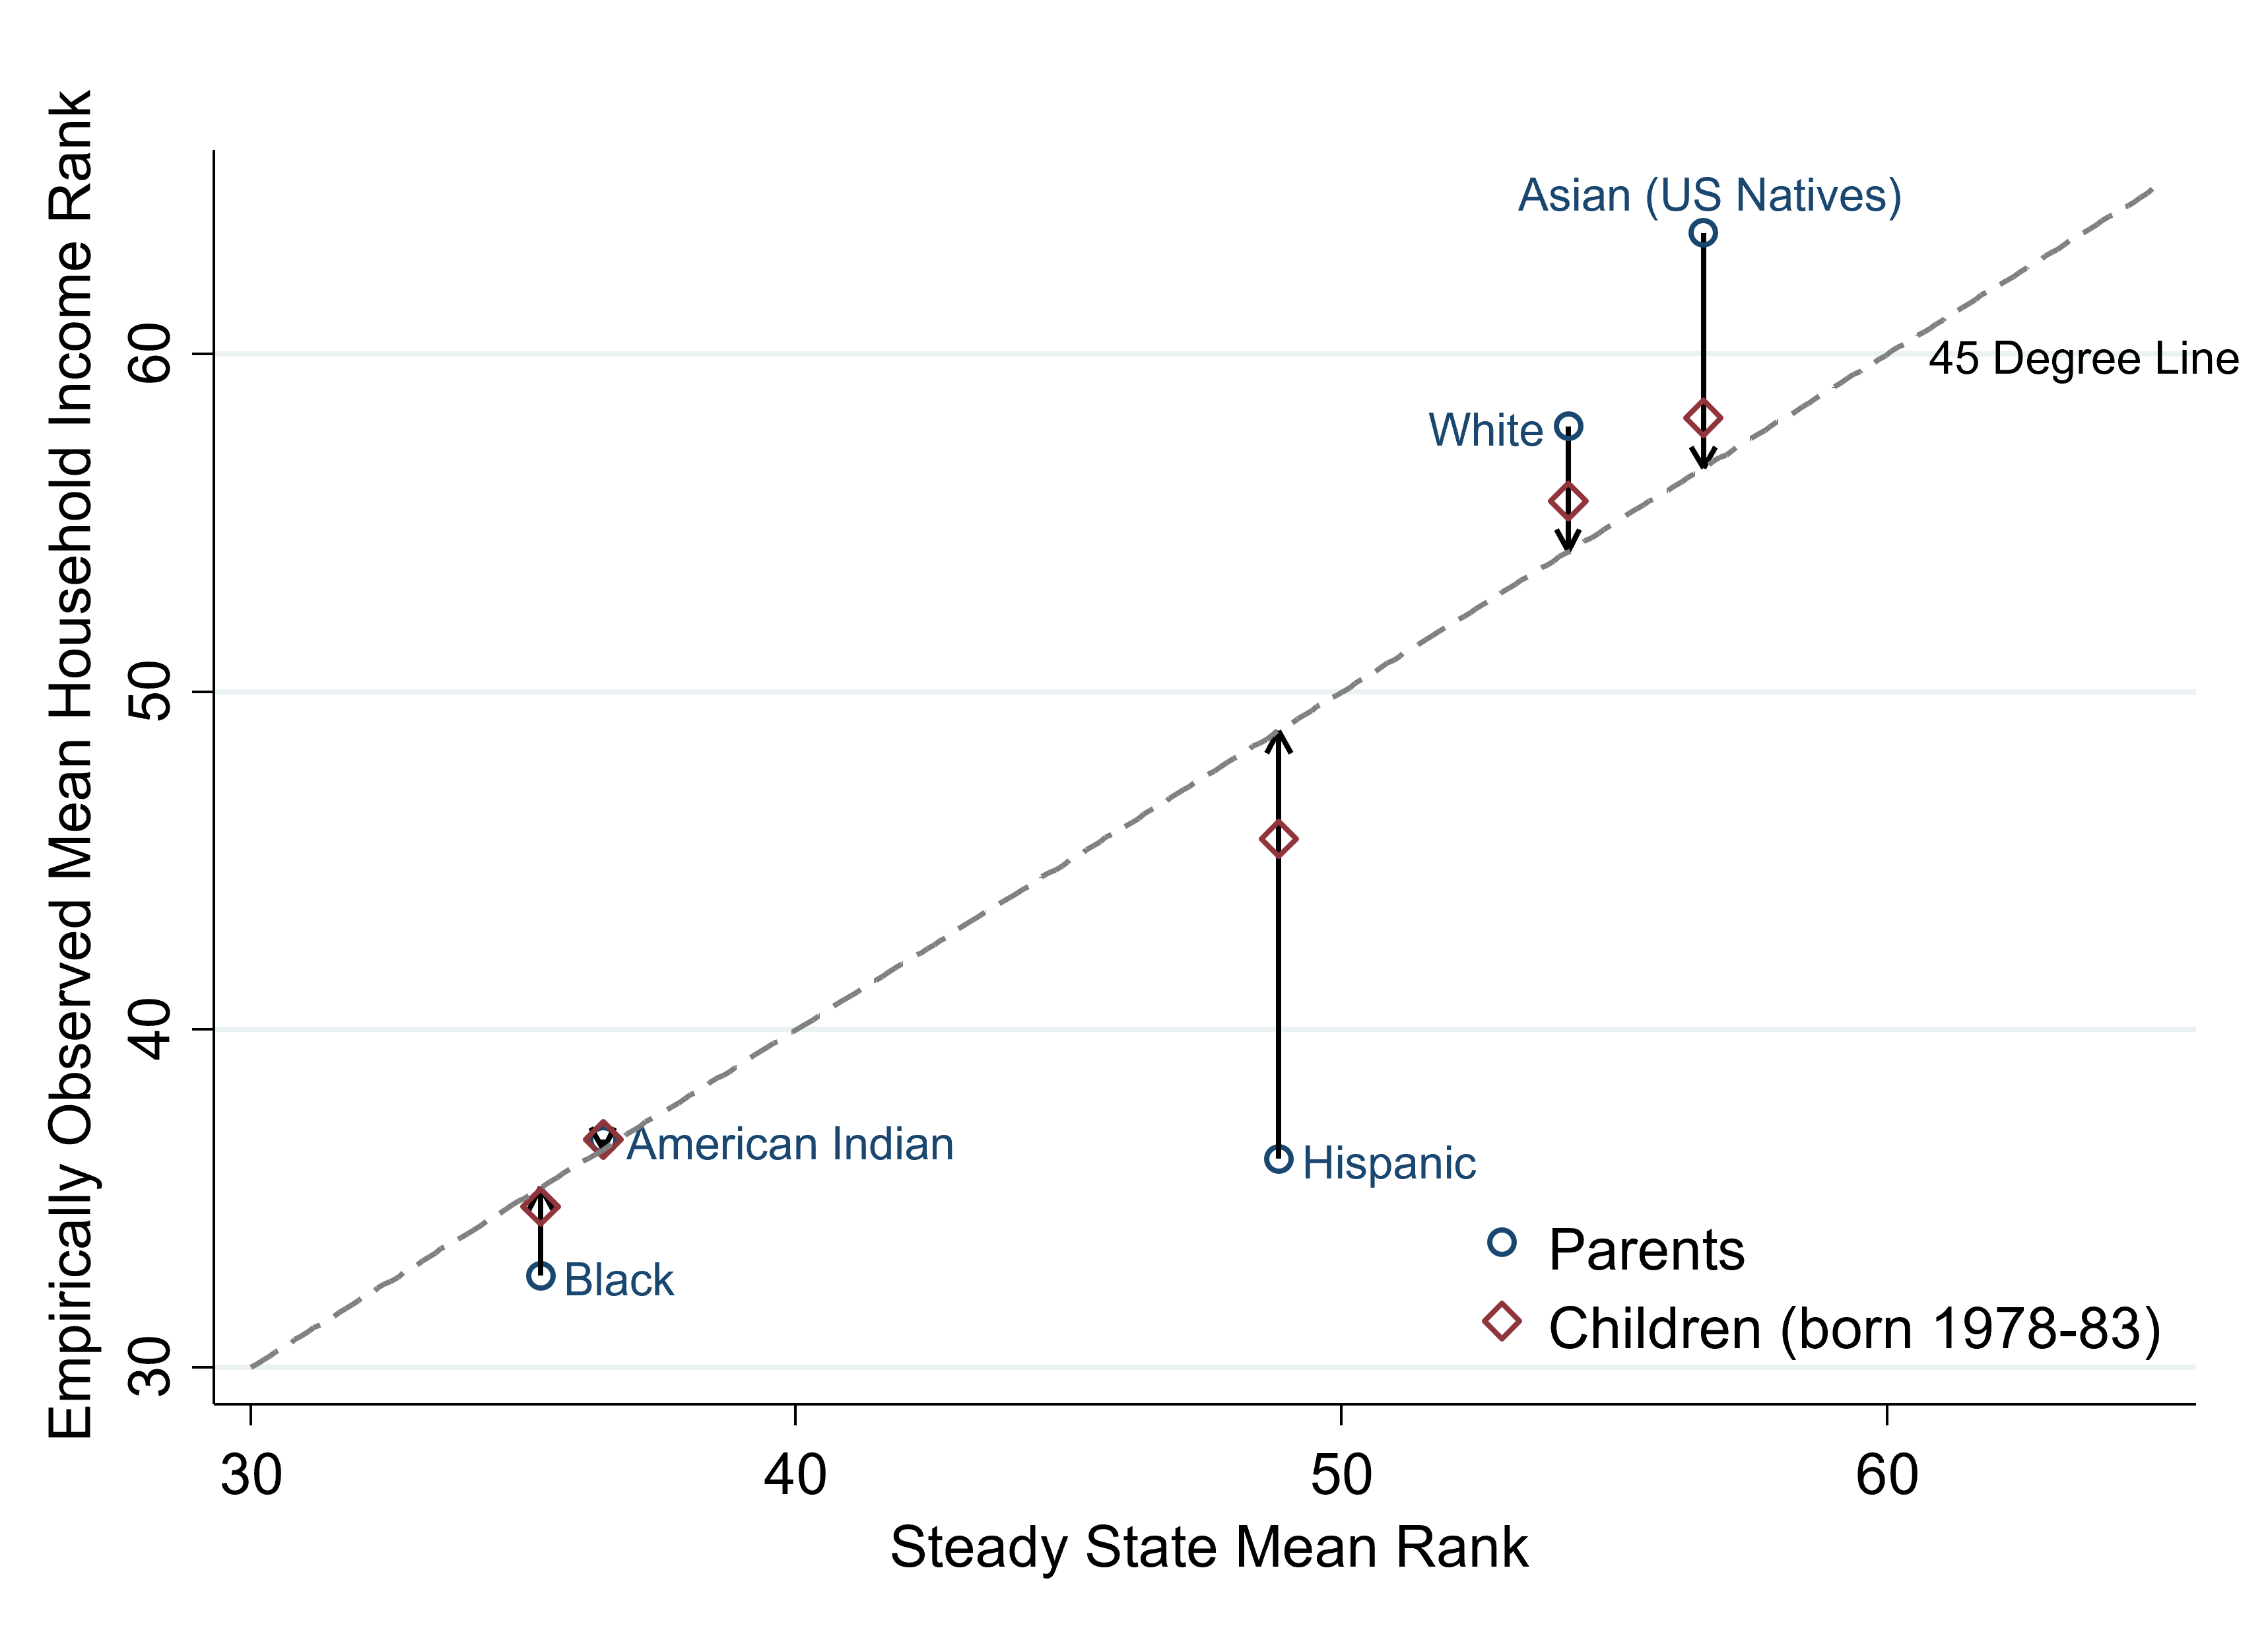 Empirically Observed Mean Household Income Rank
60
50
40
30
Asian (US Natives)
45 Degree Line
White
American Indian
Hispanic
Black
Parents
Children (born 1978-83)
30 40 50 60
Steady State Mean Rank